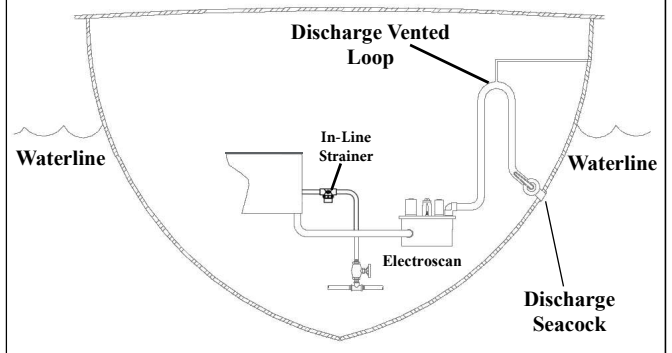 Discharge Vented
Loop
In-Line
Strainer
Waterline
Waterline
Electroscan
Discharge
Seacock